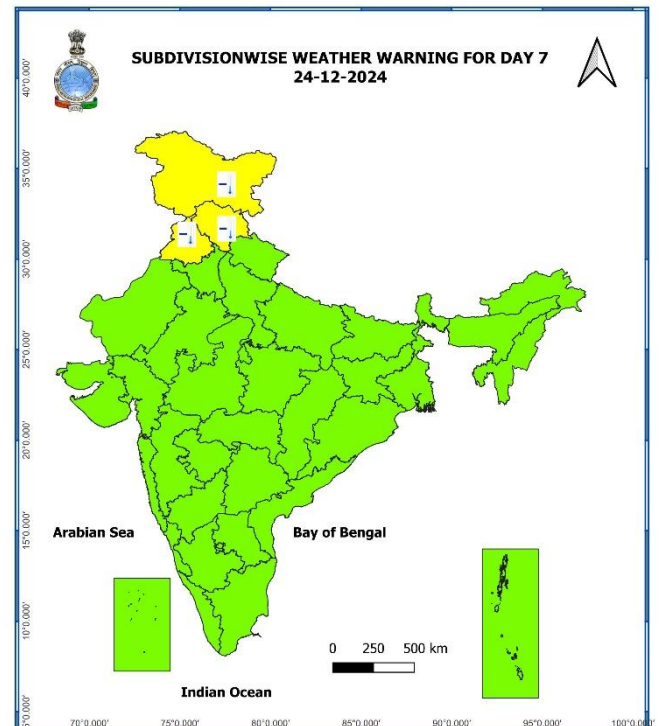 SUBDIVISIONWISE WEATHER WARNING FOR DAY 7
24-12-2024
40°0.000'
35°0.000'
30°0.000'
25°0.000'
20°0.000'
15°0.000'
10°0.000'
5°0.000'
Arabian Sea
Bay of Bengal
0 250 500 km
Indian Ocean
70°0.000' 75°0.000' 80°0.000' 85°0.000' 90°0.000' 95°0.000' 100°0.000'